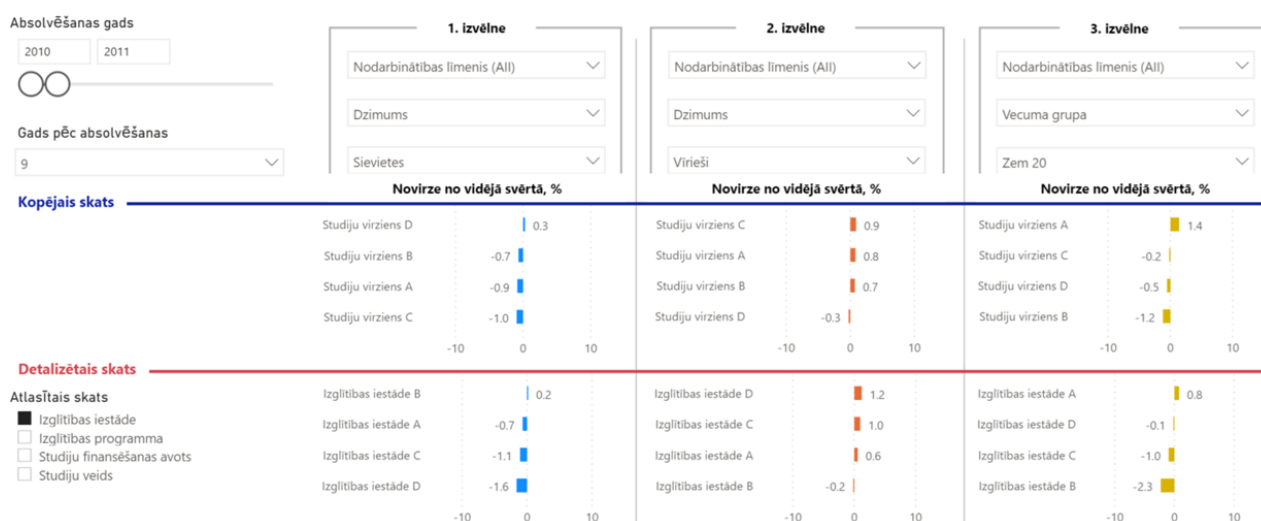 Absolvēšanas gads
2010 2011
Gads pēc absolvēšanas
9
1. izvēlne
Nodarbinātības līmenis (All)
Dzimums
Sievietes
2. izvēlne
Nodarbinātības līmenis (All)
Dzimums
Vīrieši
3. izvēlne
Nodarbinātības līmenis (All)
Vecuma grupa
Zem 20
Kopējais skats
Novirze no vidējā svērtā, %
Studiju virziens D 0.3
Studiju virziens B -0.7
Studiju virziens A -0.9
Studiju virziens C -1.0
-10 0 10
Novirze no vidējā svērtā, %
Studiju virziens C 0.9
Studiju virziens A 0.8
Studiju virziens B 0.7
Studiju virziens D -0.3
-10 0 10
Novirze no vidējā svērtā, %
Studiju virziens A 1.4
Studiju virziens C -0.2
Studiju virziens D -0.5
Studiju virziens B -1.2
-10 0 10
Detalizētais skats
Atlasītais skats
Izglītības iestāde
Izglītības programma
Studiju finansēšanas avots
Studiju veids
Izglītības iestāde B 0.2
Izglītības iestāde A -0.7
Izglītības iestāde C -1.1
Izglītības iestāde D -1.6
-10 0 10
Izglītības iestāde D 1.2
Izglītības iestāde C 1.0
Izglītības iestāde A 0.6
Izglītības iestāde B -0.2
-10 0 10
Izglītības iestāde A 0.8
Izglītības iestāde D -0.1
Izglītības iestāde C -1.0
Izglītības iestāde B -2.3
-10 0 10